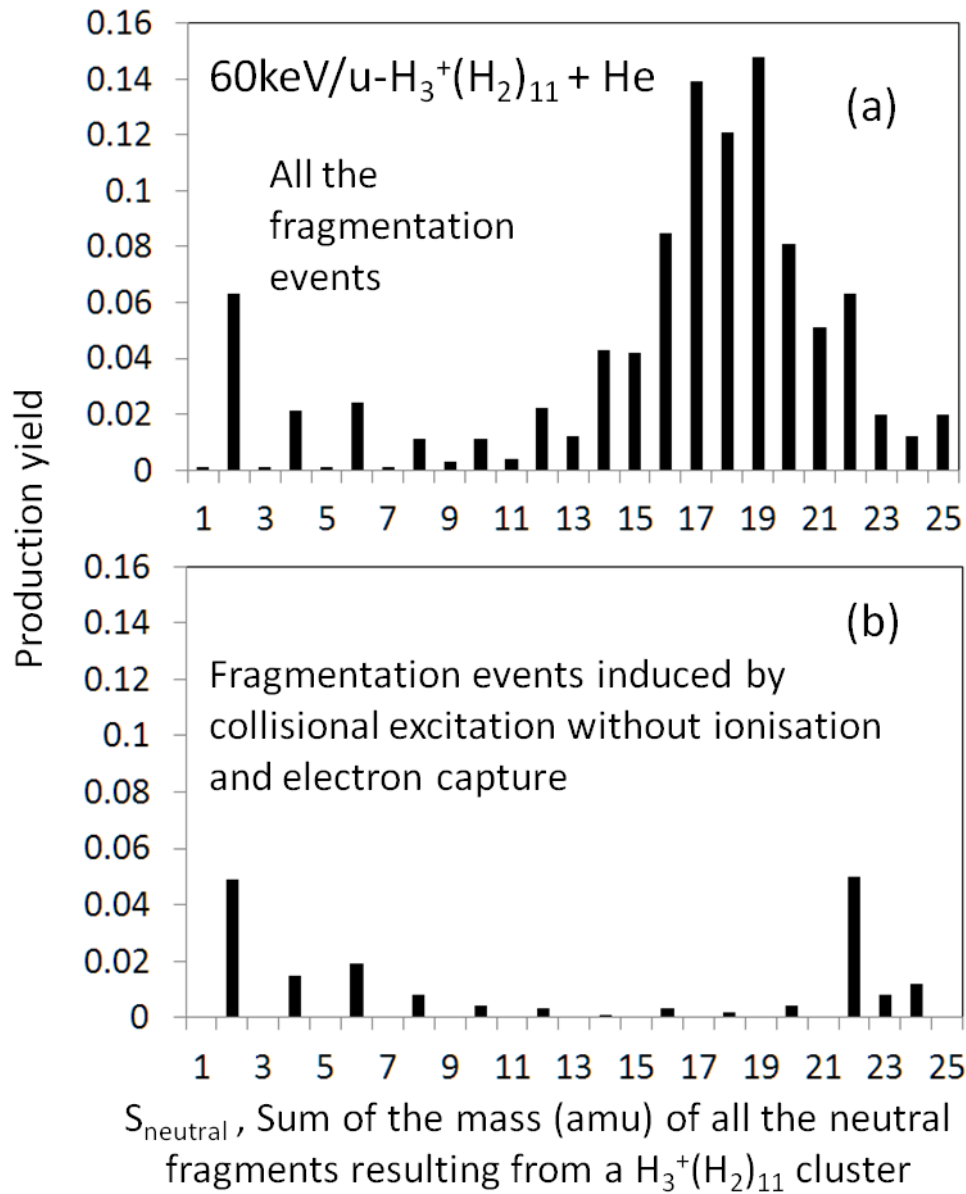 0.16
0.14
0.12
0.1
0.08
0.06
0.04
0.02
0
60keV/u-H₃⁺(H₂)₁₁ + He
(a)
All the
fragmentation
events
1 3 5 7 9 11 13 15 17 19 21 23 25
Production yield
0.16
0.14
0.12
0.1
0.08
0.06
0.04
0.02
0
(b)
Fragmentation events induced by
collisional excitation without ionisation
and electron capture
1 3 5 7 9 11 13 15 17 19 21 23 25
Sₙₑᵤₜᵣₐₗ , Sum of the mass (amu) of all the neutral
fragments resulting from a H₃⁺(H₂)₁₁ cluster